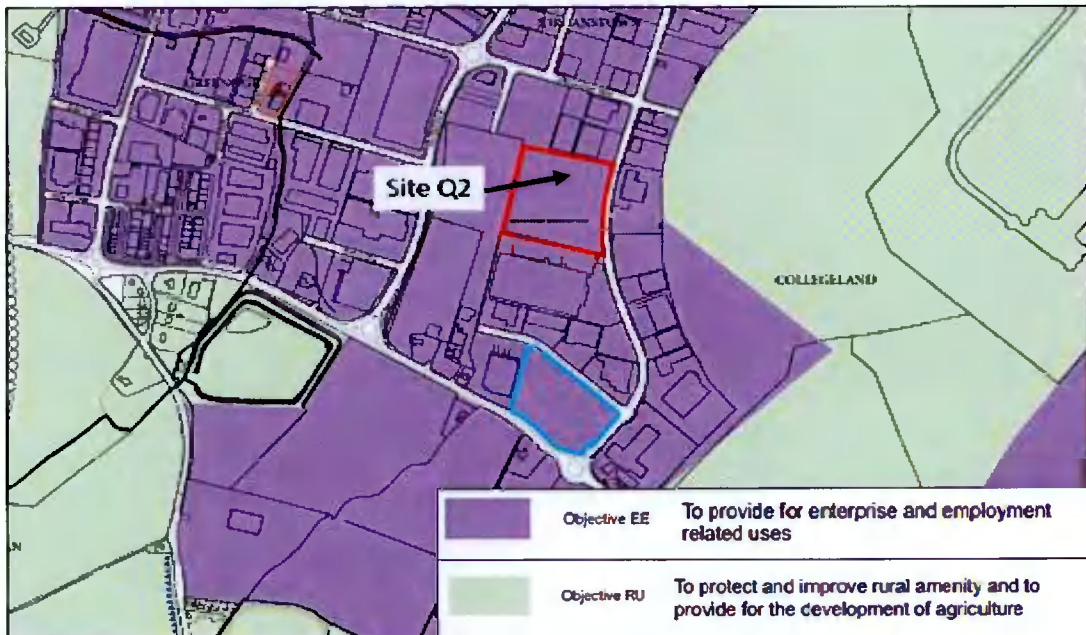 Site Q2
COLLEGELAND
Objective EE
To provide for enterprise and employment
related uses
Objective RU
To protect and improve rural amenity and to
provide for the development of agriculture